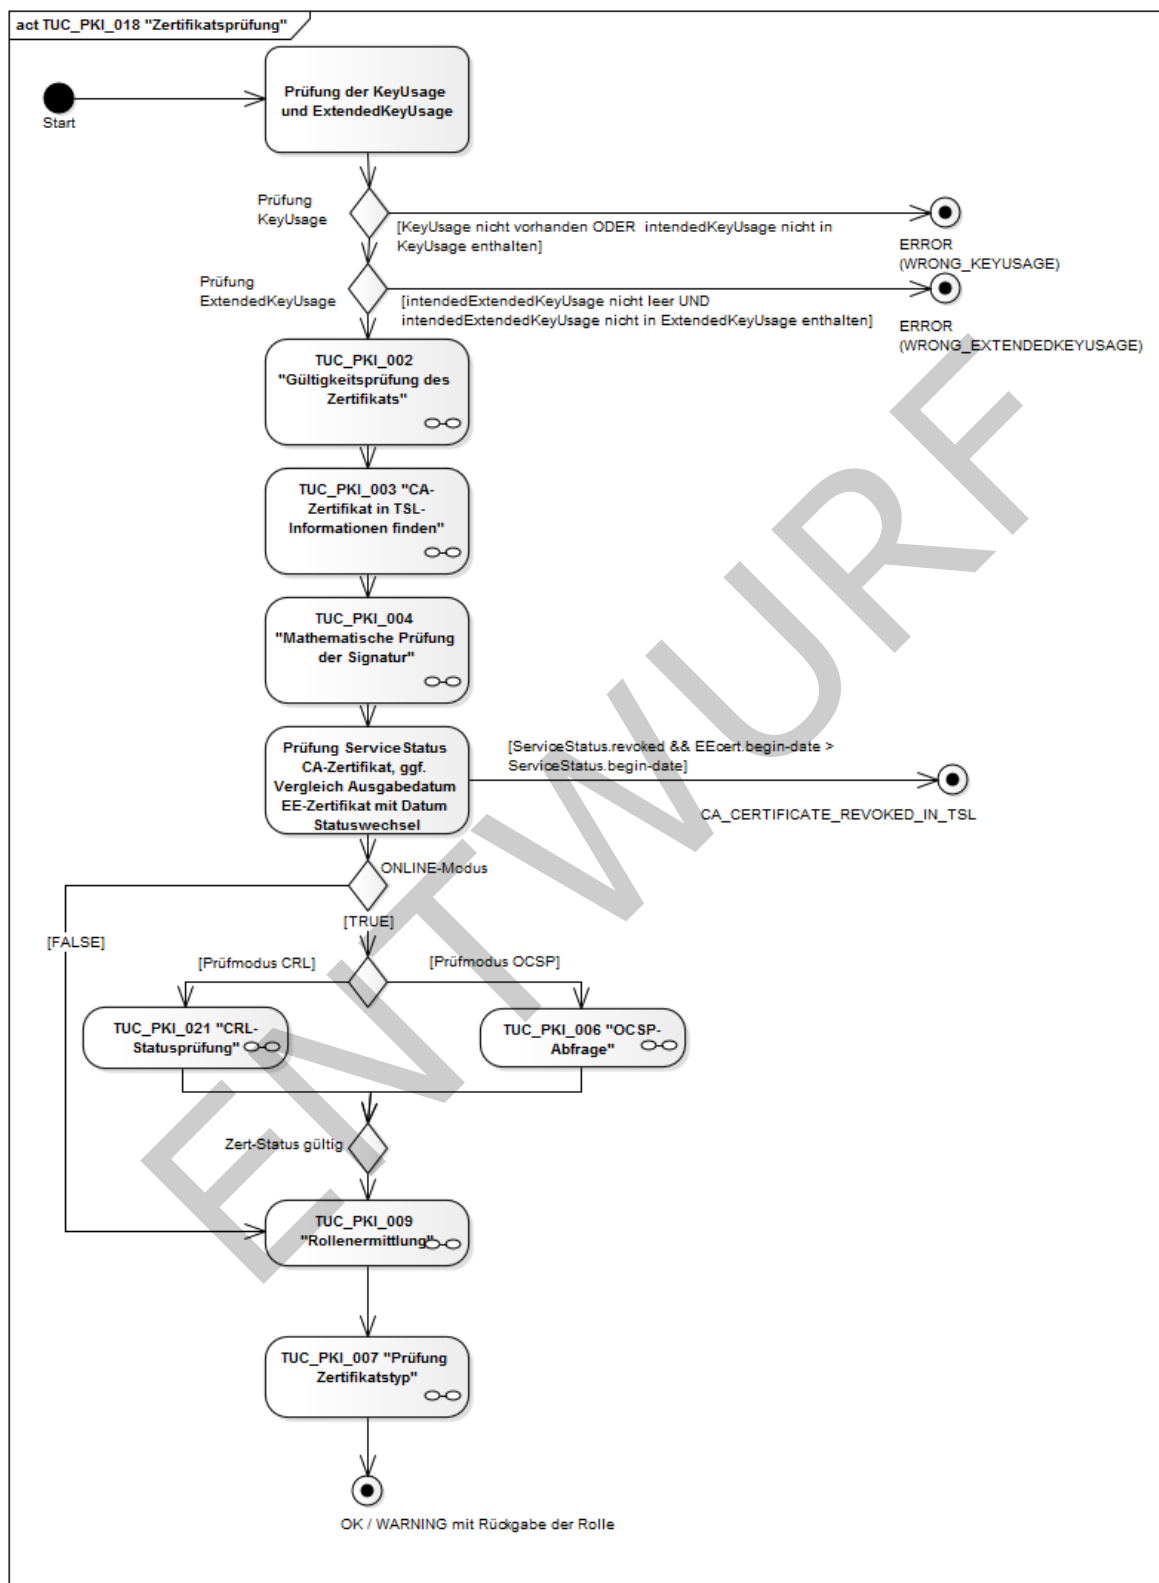 act TUC_PKI_018 "Zertifikatsprüfung"
Prüfung der KeyUsage
und ExtendedKeyUsage
Start
Prüfung
KeyUsage
[KeyUsage nicht vorhanden ODER intendedKeyUsage nicht in
KeyUsage enthalten]
ERROR
(WRONG_KEYUSAGE)
Prüfung
ExtendedKeyUsage
[intendedExtendedKeyUsage nicht leer UND
intendedExtendedKeyUsage nicht in ExtendedKeyUsage enthalten]
ERROR
(WRONG_EXTENDEDKEYUSAGE)
TUC_PKI_002
"Gültigkeitsprüfung des
Zertifikats"
TUC_PKI_003 "CA-
Zertifikat in TSL-
Informationen finden"
TUC_PKI_004
"Mathematische Prüfung
der Signatur"
Prüfung ServiceStatus
CA-Zertifikat, ggf.
Vergleich Ausgabedatum
EE-Zertifikat mit Datum
Statuswechsel
[ServiceStatus.revoked && EEcert.begin-date >
ServiceStatus.begin-date]
CA_CERTIFICATE_REVOKED_IN_TSL
ONLINE-Modus
[TRUE]
[FALSE]
[Prüfmodus CRL]
[Prüfmodus OCSP]
TUC_PKI_021 "CRL-
Statusprüfung"
TUC_PKI_006 "OCSP-
Abfrage"
Zert-Status gültig
TUC_PKI_009
"Rollenermittlung"
TUC_PKI_007 "Prüfung
Zertifikatstyp"
OK / WARNING mit Rückgabe der Rolle
ENTWURF